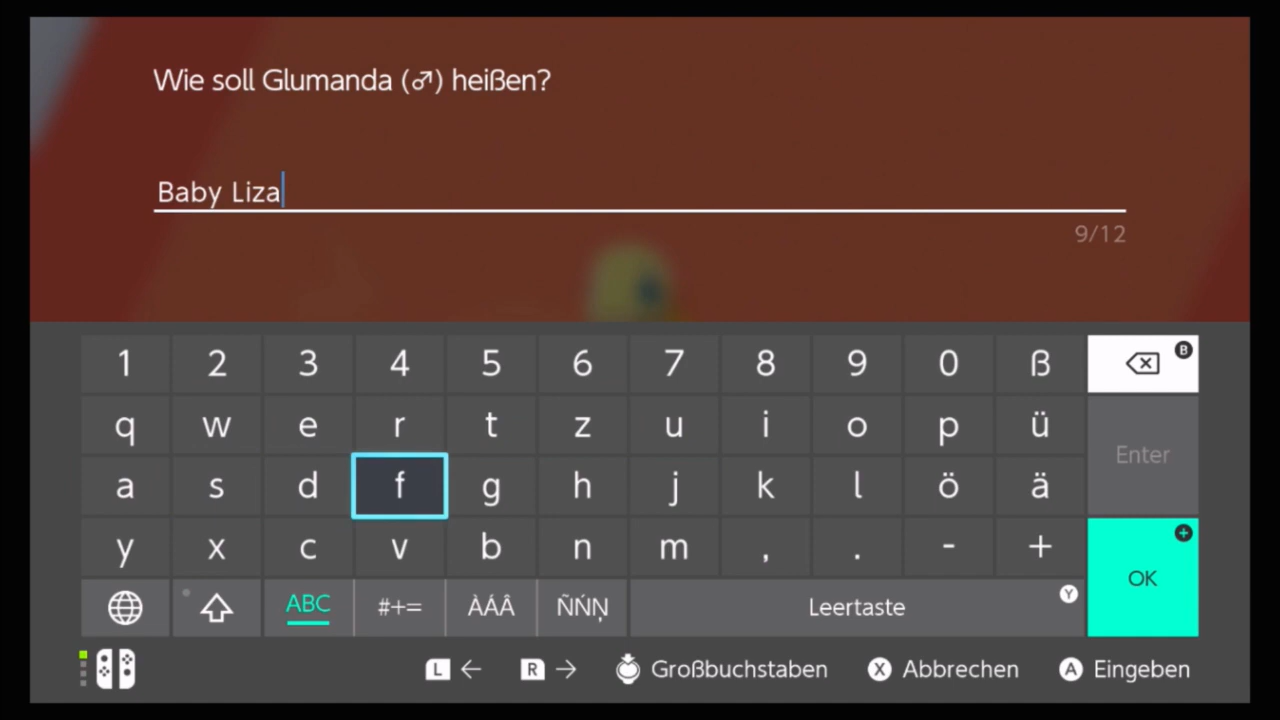 Wie soll Glumanda (♂) heißen?
Baby Liza
9/12
1 2 3 4 5 6 7 8 9 0 ß B
q w e r t z u i o p ü Enter
a s d f g h j k l ö ä
y x c v b n m , . - + OK
ABC #+= ÀÁÂ ÑŃŅ Leertaste Y
L ← R → Großbuchstaben X Abbrechen A Eingeben